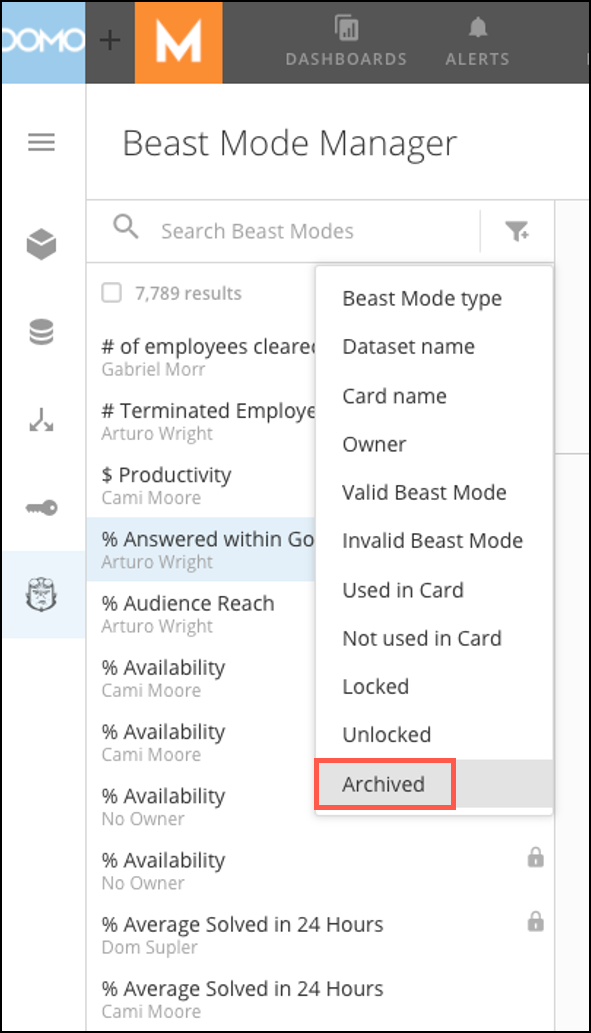 DOMO
+
M
DASHBOARDS
ALERTS
Beast Mode Manager
Search Beast Modes
7,789 results
# of employees cleared
Gabriel Morr
# Terminated Employe
Arturo Wright
$ Productivity
Cami Moore
% Answered within Go
Arturo Wright
% Audience Reach
Arturo Wright
% Availability
Cami Moore
% Availability
Cami Moore
% Availability
No Owner
% Availability
No Owner
% Average Solved in 24 Hours
Dom Supler
% Average Solved in 24 Hours
Cami Moore
Beast Mode type
Dataset name
Card name
Owner
Valid Beast Mode
Invalid Beast Mode
Used in Card
Not used in Card
Locked
Unlocked
Archived